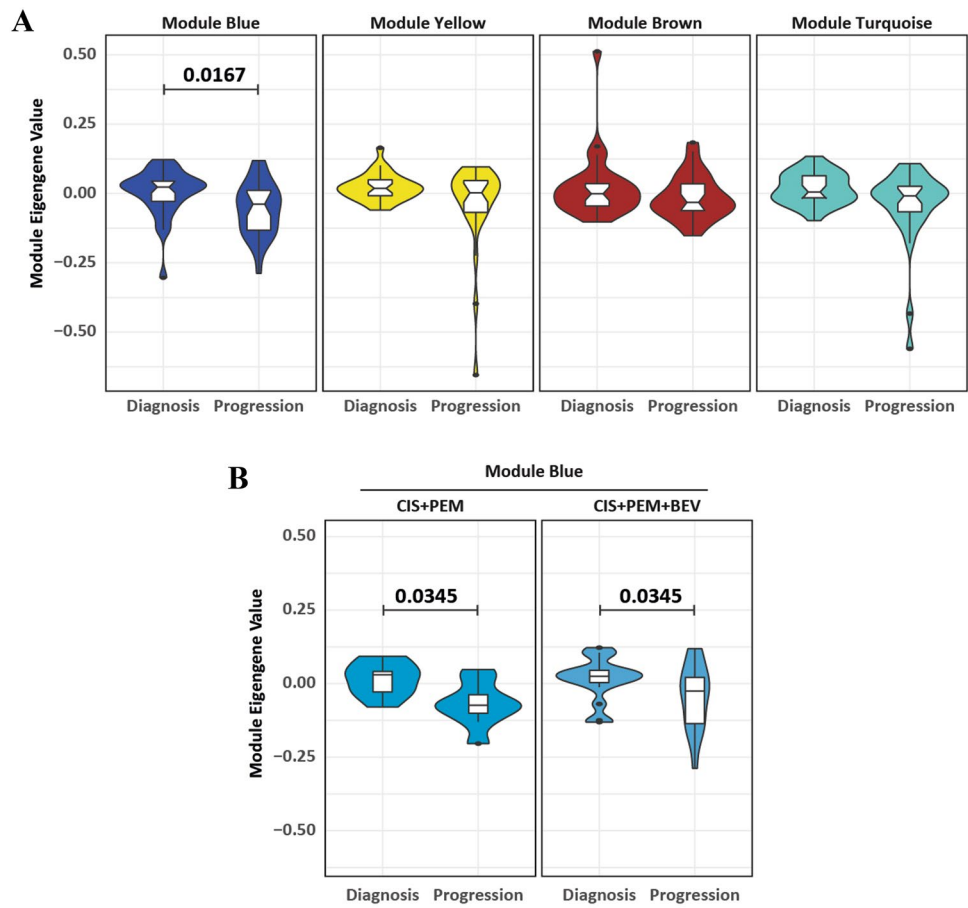 A
Module Blue
Module Yellow
Module Brown
Module Turquoise
Module Eigengene Value
0.50
0.25
0.00
−0.25
−0.50
0.0167
Diagnosis Progression
Diagnosis Progression
Diagnosis Progression
Diagnosis Progression
B
Module Blue
CIS+PEM
CIS+PEM+BEV
Module Eigengene Value
0.50
0.25
0.00
−0.25
−0.50
0.0345
0.0345
Diagnosis Progression
Diagnosis Progression